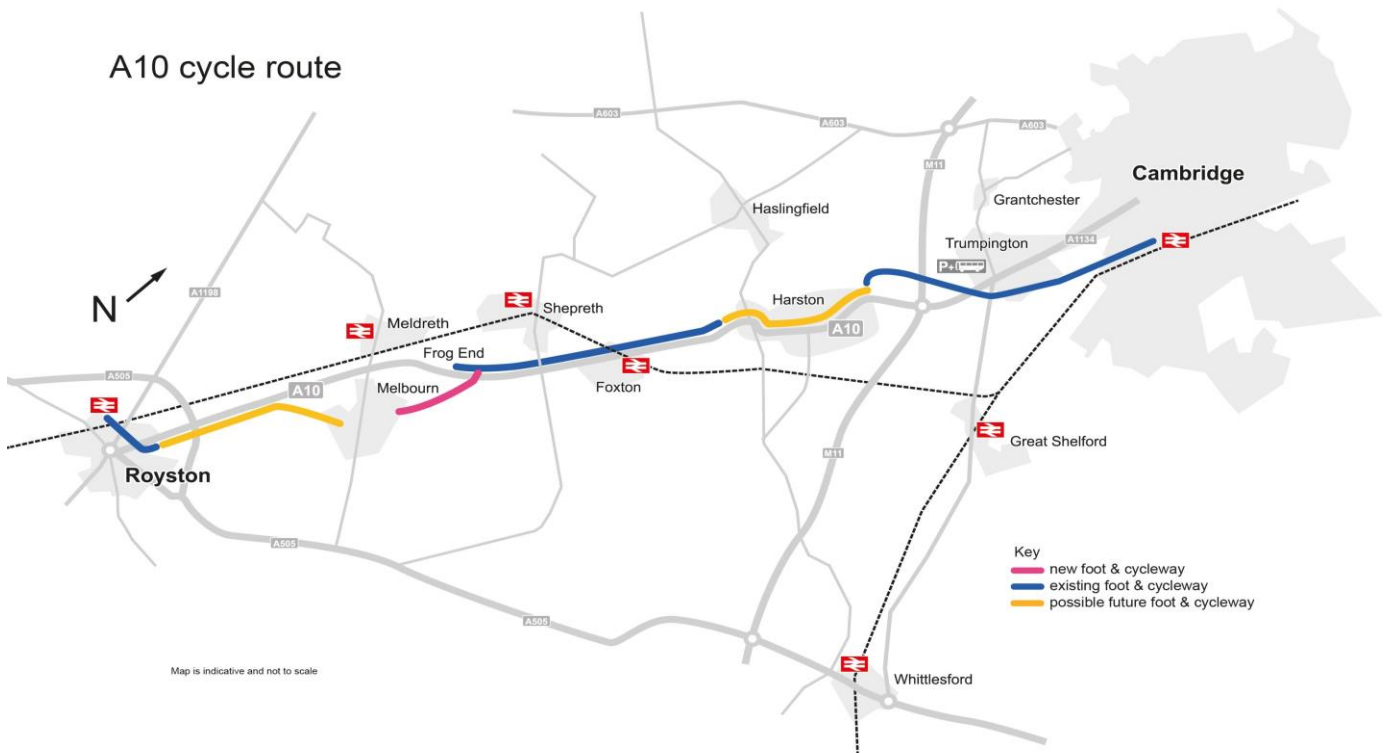 A10 cycle route
A603
A603
A603
M11
Cambridge
Grantchester
Haslingfield
Trumpington
A1134
P+
N
A1198
Harston
A10
Shepreth
Meldreth
Frog End
A505
A10
Melbourn
Foxton
Great Shelford
M11
Royston
A505
Key
new foot & cycleway
existing foot & cycleway
possible future foot & cycleway
A505
Map is indicative and not to scale
Whittlesford